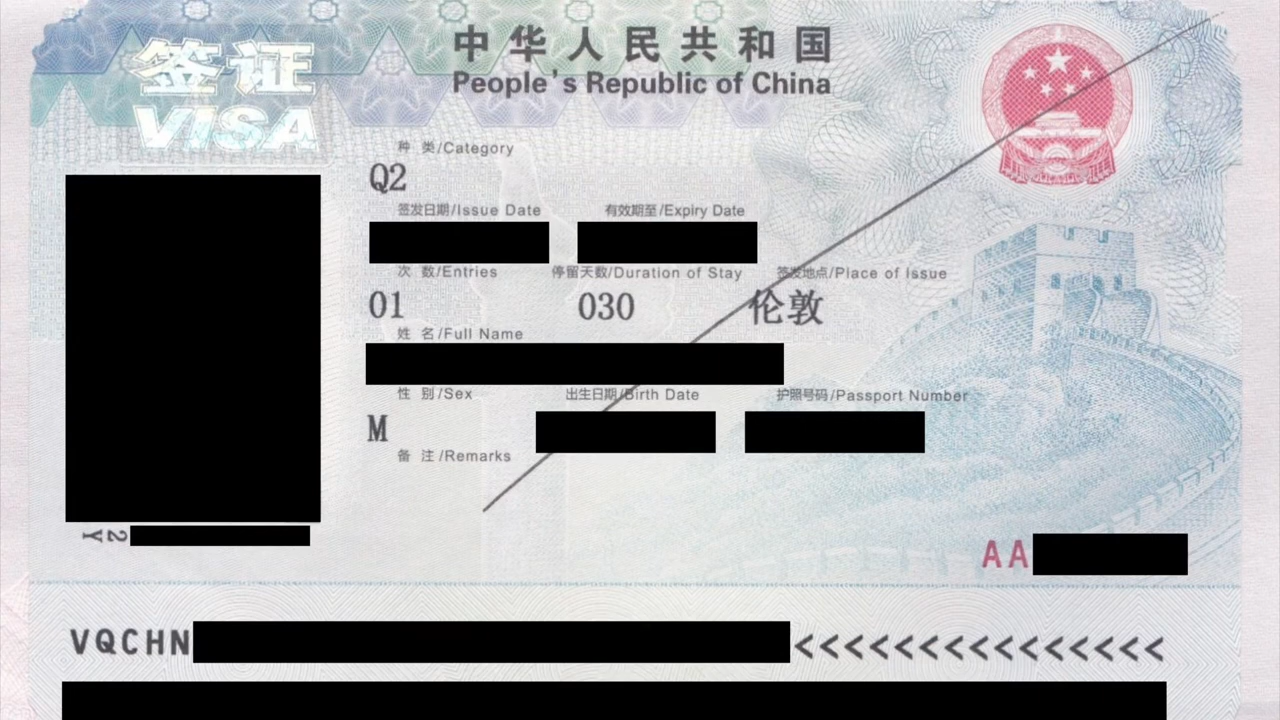 签证
VISA
中华人民共和国
People's Republic of China
种 类/Category
Q2
签发日期/Issue Date 有效期至/Expiry Date
次 数/Entries 停留天数/Duration of Stay 签发地点/Place of Issue
01 030 伦敦
姓 名/Full Name
性 别/Sex 出生日期/Birth Date 护照号码/Passport Number
M
备 注/Remarks
2Y
AA
VQCHN <<<<<<<<<<<<<<<